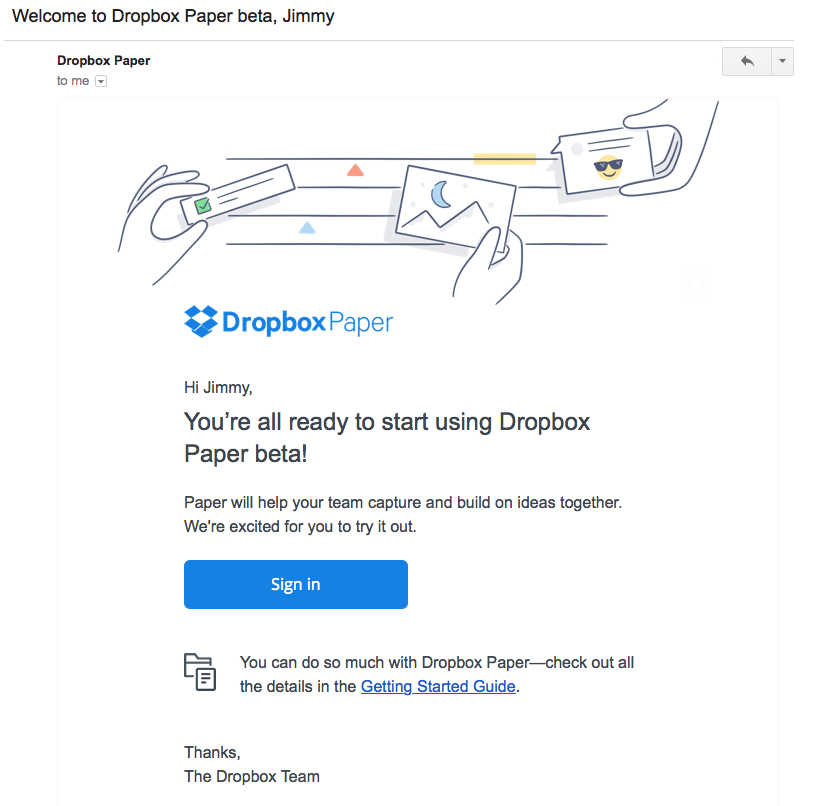 Welcome to Dropbox Paper beta, Jimmy
Dropbox Paper
to me
Dropbox Paper
Hi Jimmy,
You’re all ready to start using Dropbox
Paper beta!
Paper will help your team capture and build on ideas together.
We're excited for you to try it out.
Sign in
You can do so much with Dropbox Paper—check out all
the details in the Getting Started Guide.
Thanks,
The Dropbox Team